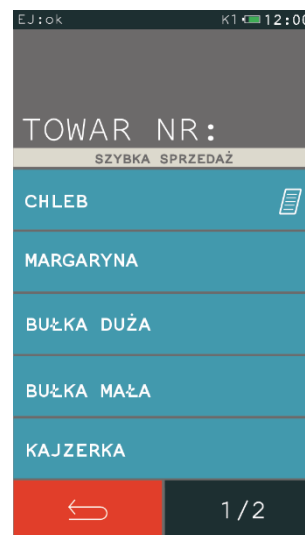 EJ:ok K1 12:00
TOWAR NR:
SZYBKA SPRZEDAŻ
CHLEB
MARGARYNA
BUŁKA DUŻA
BUŁKA MAŁA
KAJZERKA
1/2